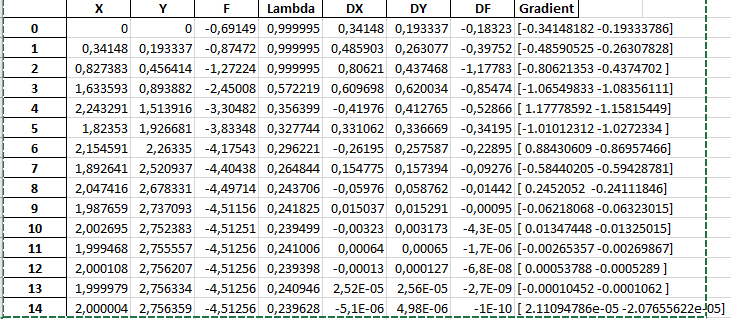 X Y F Lambda DX DY DF Gradient
0 0 0 -0,69149 0,999995 0,34148 0,193337 -0,18323 [-0.34148182 -0.19333786]
1 0,34148 0,193337 -0,87472 0,999995 0,485903 0,263077 -0,39752 [-0.48590525 -0.26307828]
2 0,827383 0,456414 -1,27224 0,999995 0,80621 0,437468 -1,17783 [-0.80621353 -0.4374702 ]
3 1,633593 0,893882 -2,45008 0,572219 0,609698 0,620034 -0,85474 [-1.06549833 -1.08356111]
4 2,243291 1,513916 -3,30482 0,356399 -0,41976 0,412765 -0,52866 [ 1.17778592 -1.15815449]
5 1,82353 1,926681 -3,83348 0,327744 0,331062 0,336669 -0,34195 [-1.01012312 -1.0272334 ]
6 2,154591 2,26335 -4,17543 0,296221 -0,26195 0,257587 -0,22895 [ 0.88430609 -0.86957466]
7 1,892641 2,520937 -4,40438 0,264844 0,154775 0,157394 -0,09276 [-0.58440205 -0.59428781]
8 2,047416 2,678331 -4,49714 0,243706 -0,05976 0,058762 -0,01442 [ 0.2452052 -0.24111846]
9 1,987659 2,737093 -4,51156 0,241825 0,015037 0,015291 -0,00095 [-0.06218068 -0.06323015]
10 2,002695 2,752383 -4,51251 0,239499 -0,00323 0,003173 -4,3E-05 [ 0.01347448 -0.01325015]
11 1,999468 2,755557 -4,51256 0,241006 0,00064 0,00065 -1,7E-06 [-0.00265357 -0.00269867]
12 2,000108 2,756207 -4,51256 0,239398 -0,00013 0,000127 -6,8E-08 [ 0.00053788 -0.0005289 ]
13 1,999979 2,756334 -4,51256 0,240946 2,52E-05 2,56E-05 -2,7E-09 [-0.00010452 -0.0001062 ]
14 2,000004 2,756359 -4,51256 0,239628 -5,1E-06 4,98E-06 -1E-10 [ 2.11094786e-05 -2.07655622e-05]